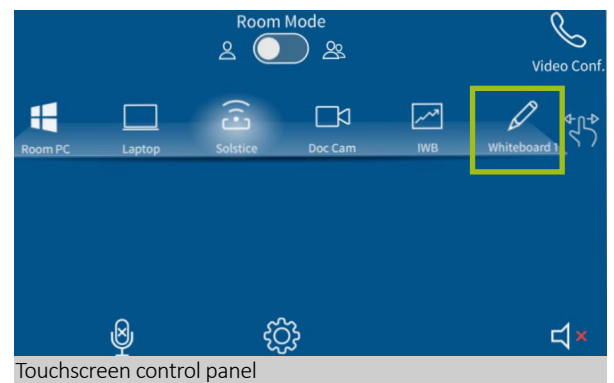 Room Mode
Video Conf.
Room PC
Laptop
Solstice
Doc Cam
IWB
Whiteboard 1
Touchscreen control panel